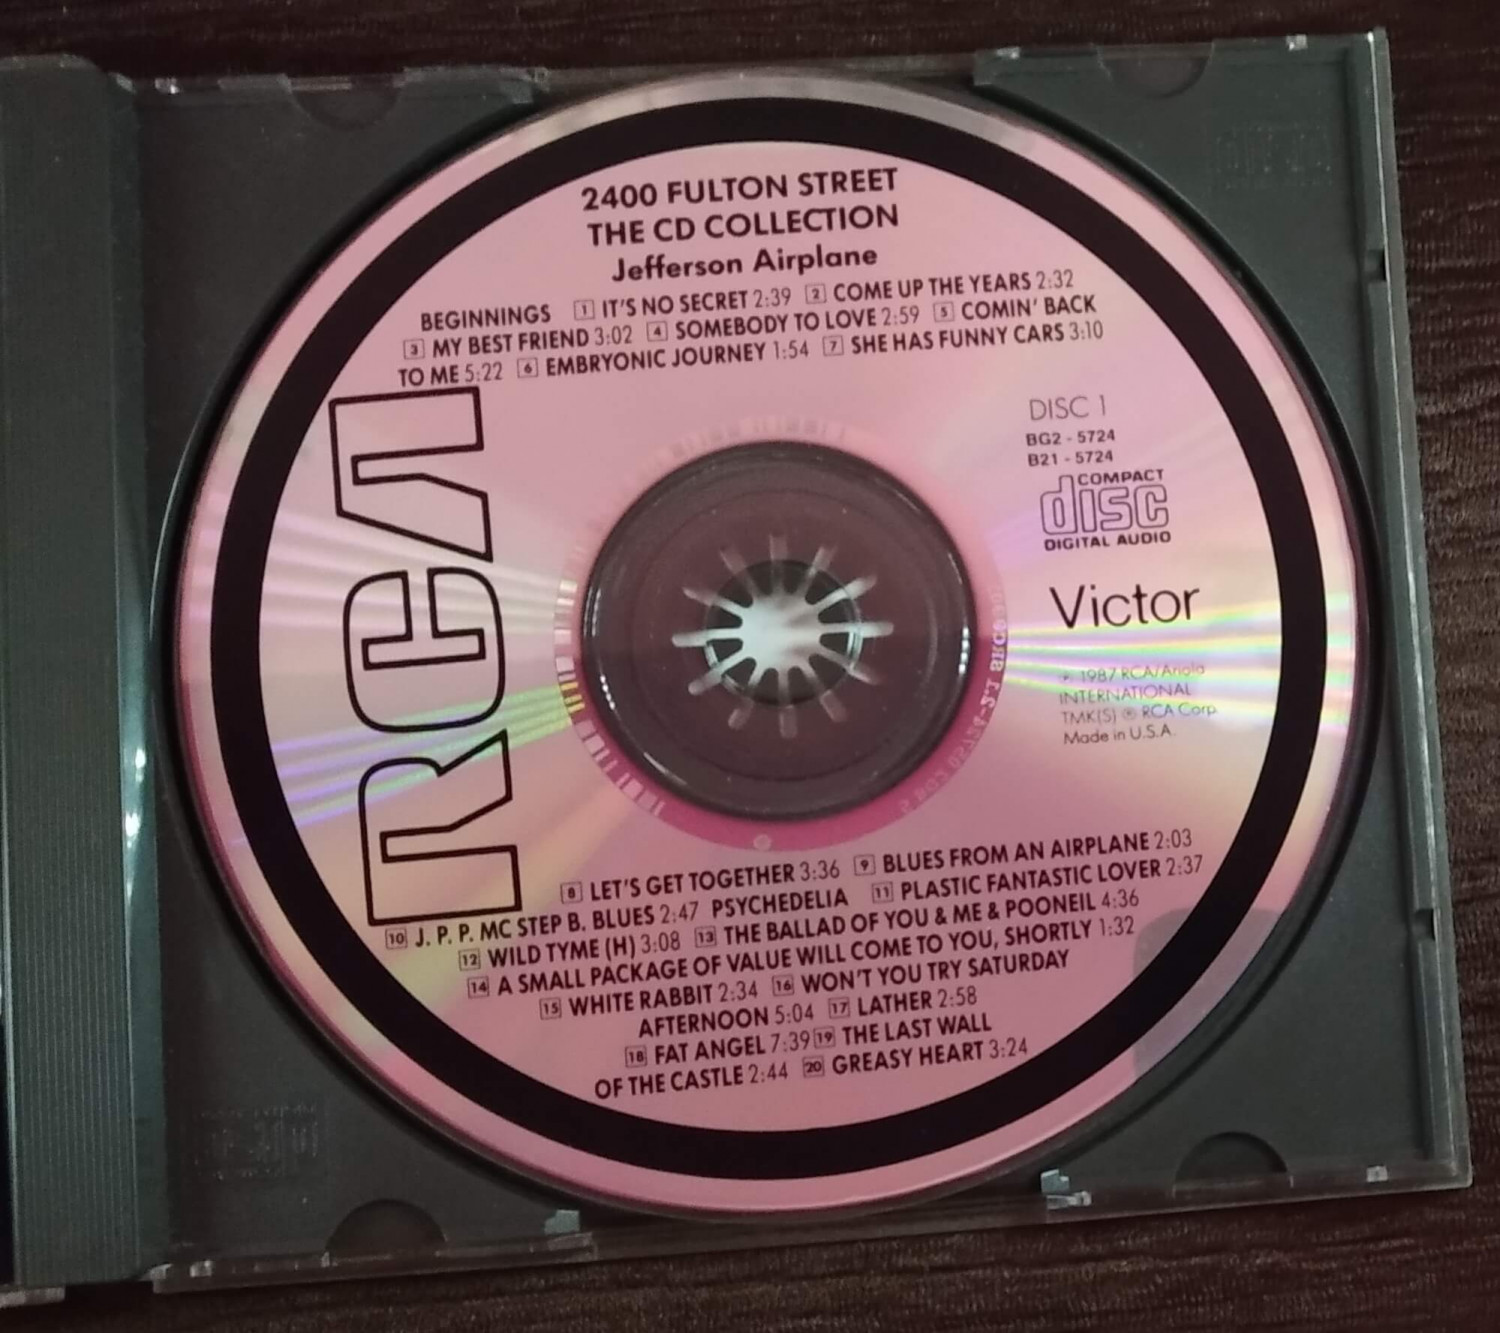 2400 FULTON STREET
THE CD COLLECTION
Jefferson Airplane
BEGINNINGS 1 IT'S NO SECRET 2:39 2 COME UP THE YEARS 2:32
3 MY BEST FRIEND 3:02 4 SOMEBODY TO LOVE 2:59 5 COMIN' BACK
TO ME 5:22 6 EMBRYONIC JOURNEY 1:54 7 SHE HAS FUNNY CARS 3:10
RCA
DISC 1
BG2 - 5724
B21 - 5724
COMPACT
disc
DIGITAL AUDIO
Victor
℗ 1987 RCA/Ariola
INTERNATIONAL
TMK(S) ® RCA Corp.
Made in U.S.A.
8 LET'S GET TOGETHER 3:36 9 BLUES FROM AN AIRPLANE 2:03
10 J. P. P. MC STEP B. BLUES 2:47 PSYCHEDELIA 11 PLASTIC FANTASTIC LOVER 2:37
12 WILD TYME (H) 3:08 13 THE BALLAD OF YOU & ME & POONEIL 4:36
14 A SMALL PACKAGE OF VALUE WILL COME TO YOU, SHORTLY 1:32
15 WHITE RABBIT 2:34 16 WON'T YOU TRY SATURDAY
AFTERNOON 5:04 17 LATHER 2:58
18 FAT ANGEL 7:39 19 THE LAST WALL
OF THE CASTLE 2:44 20 GREASY HEART 3:24